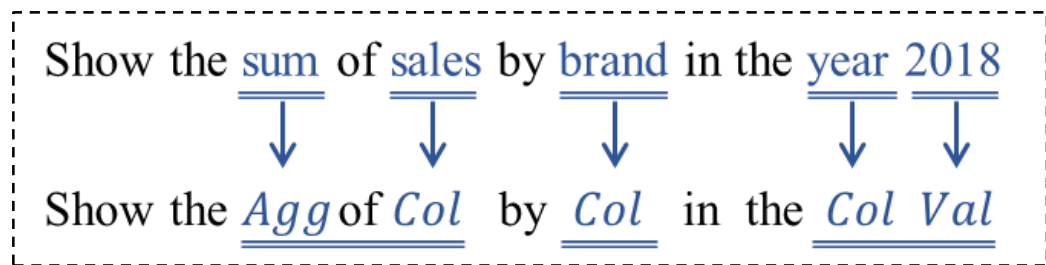 Show the sum of sales by brand in the year 2018
Show the Agg of Col by Col in the Col Val